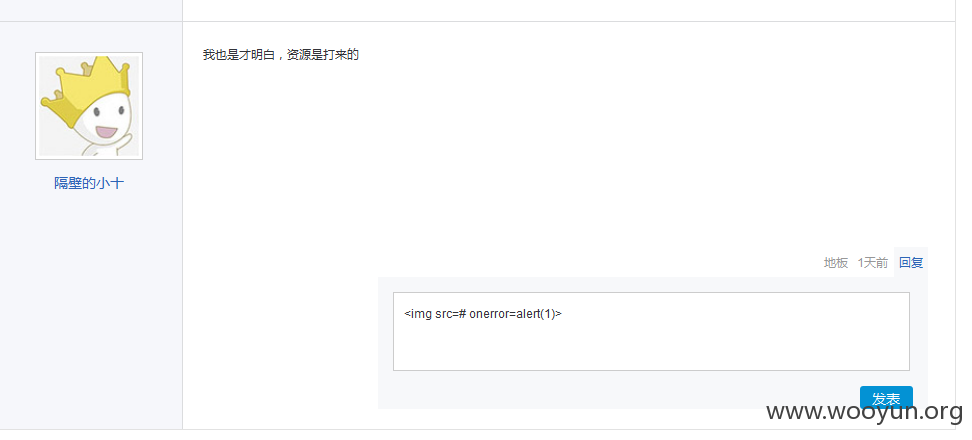 我也是才明白，资源是打来的
隔壁的小十
地板 1天前 回复
<img src=# onerror=alert(1)>
发表
www.wooyun.org